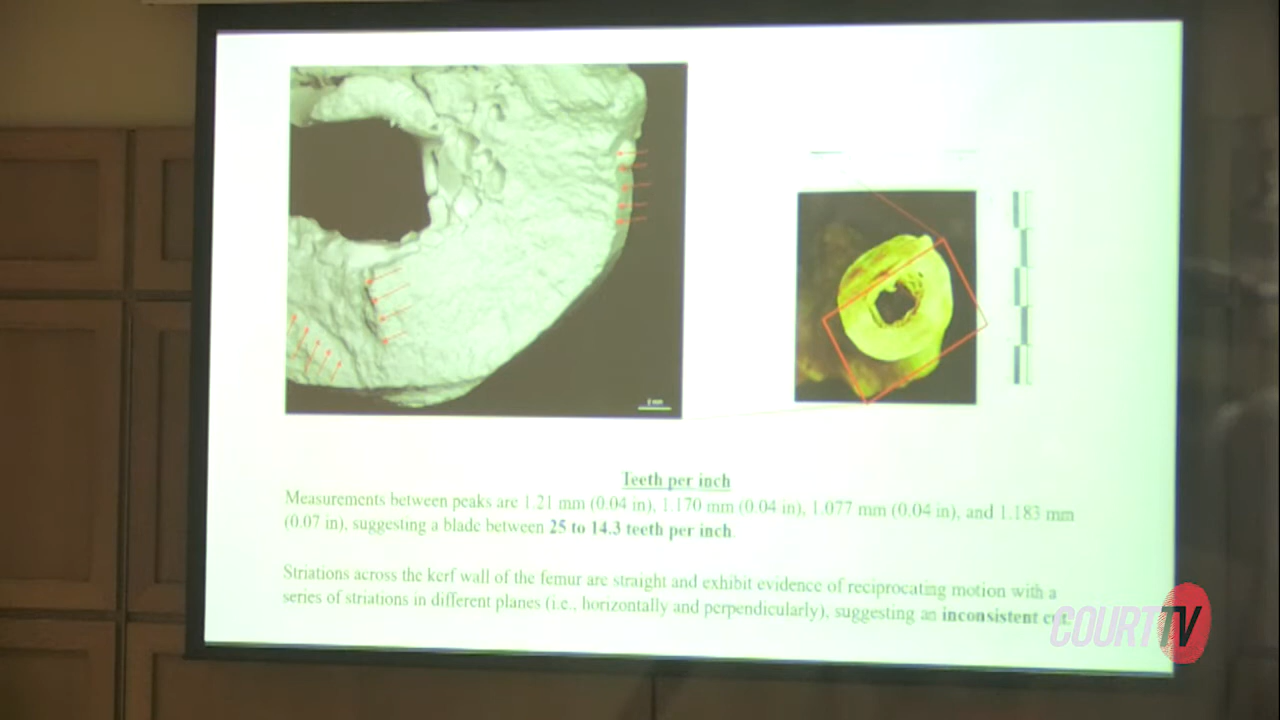 2 mm
Teeth per inch
Measurements between peaks are 1.21 mm (0.04 in), 1.170 mm (0.04 in), 1.077 mm (0.04 in), and 1.183 mm
(0.07 in), suggesting a blade between 25 to 14.3 teeth per inch.
Striations across the kerf wall of the femur are straight and exhibit evidence of reciprocating motion with a
series of striations in different planes (i.e., horizontally and perpendicularly), suggesting an inconsistent
COURT TV